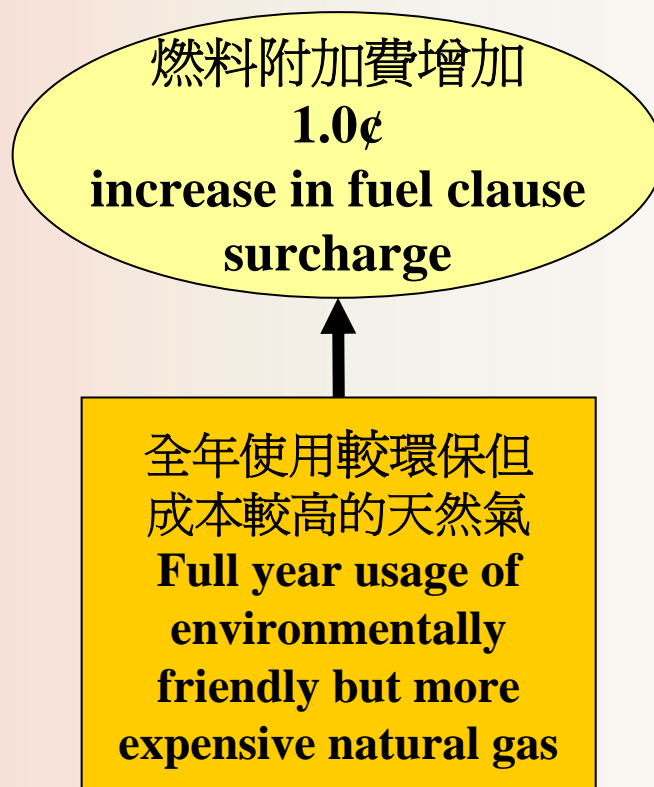 燃料附加費增加
1.0¢
increase in fuel clause
surcharge
全年使用較環保但
成本較高的天然氣
Full year usage of
environmentally
friendly but more
expensive natural gas